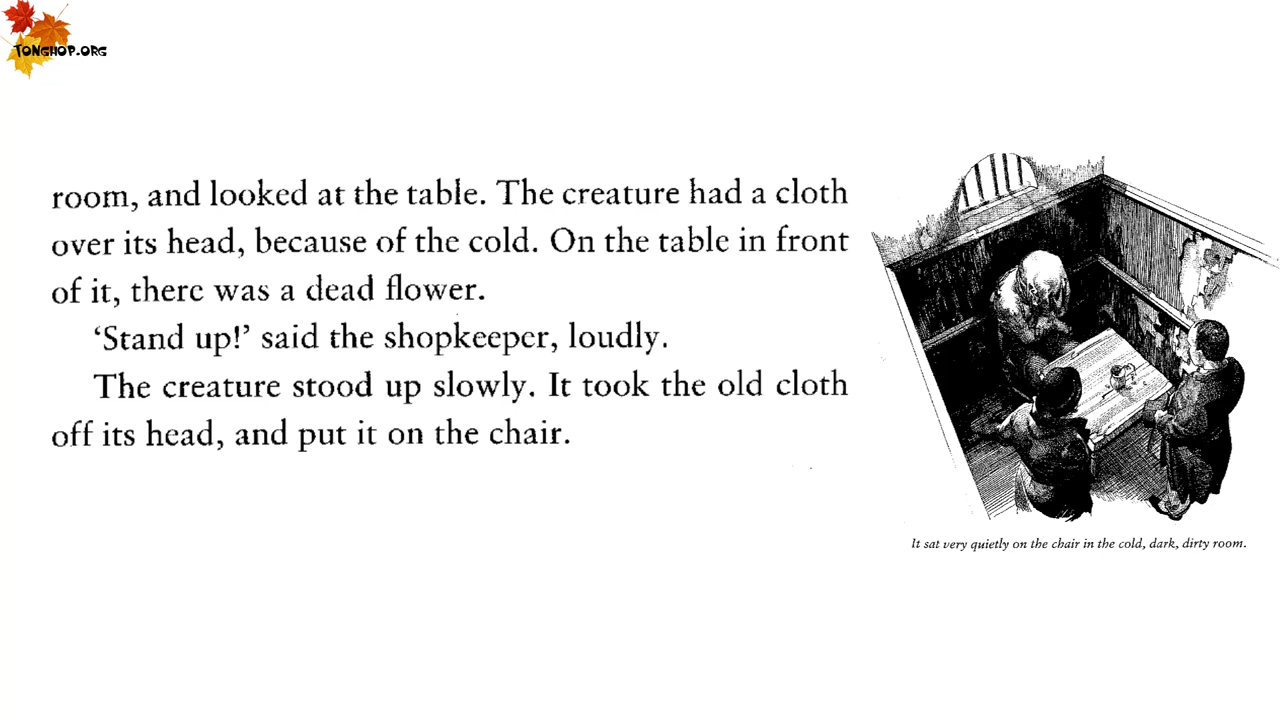 TONGHOP.ORG
room, and looked at the table. The creature had a cloth
over its head, because of the cold. On the table in front
of it, there was a dead flower.
‘Stand up!’ said the shopkeeper, loudly.
The creature stood up slowly. It took the old cloth
off its head, and put it on the chair.
It sat very quietly on the chair in the cold, dark, dirty room.